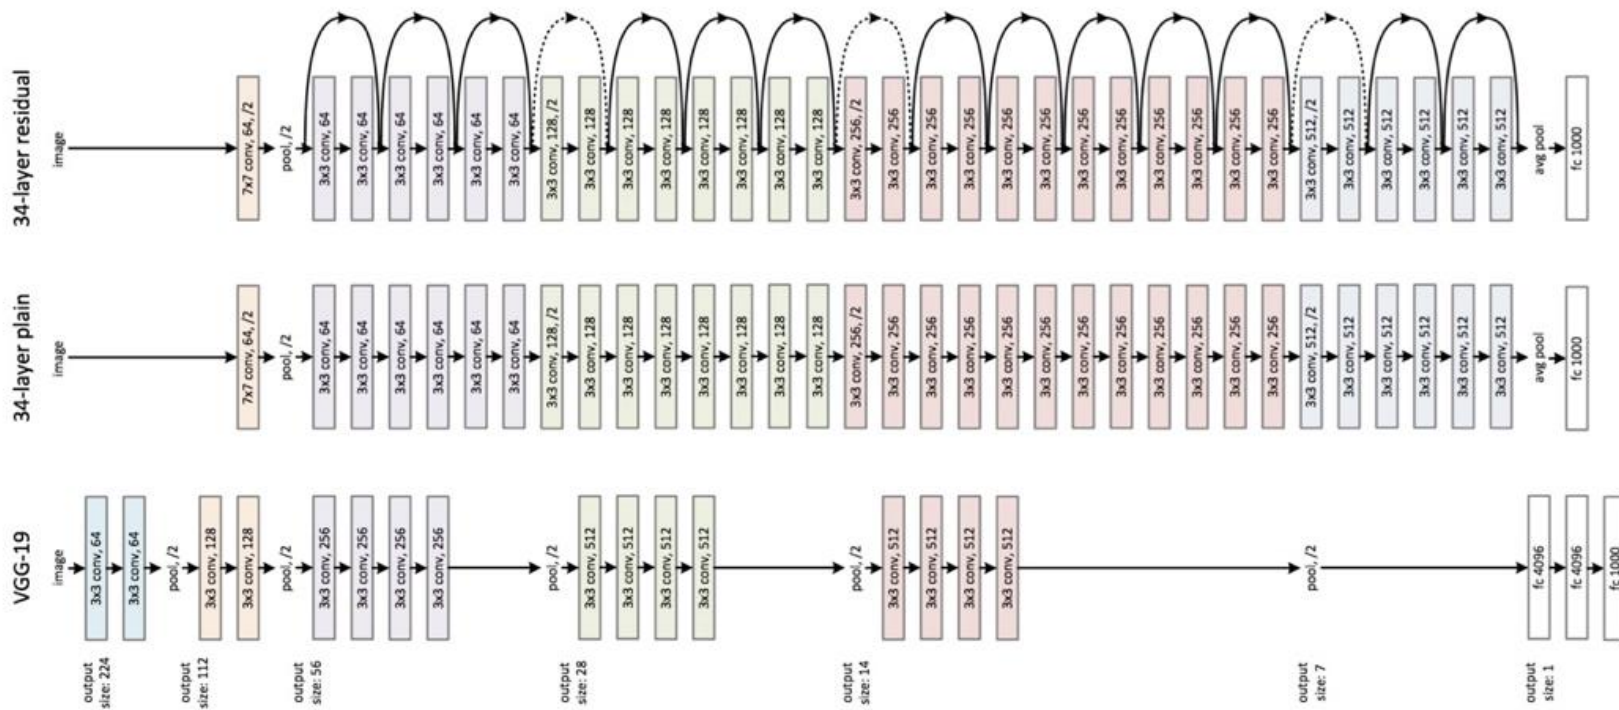 output
size: 224
output
size: 112
output
size: 56
output
size: 28
output
size: 14
output
size: 7
output
size: 1
VGG-19
image
3x3 conv, 64
3x3 conv, 64
pool, /2
3x3 conv, 128
3x3 conv, 128
pool, /2
3x3 conv, 256
3x3 conv, 256
3x3 conv, 256
3x3 conv, 256
pool, /2
3x3 conv, 512
3x3 conv, 512
3x3 conv, 512
3x3 conv, 512
pool, /2
3x3 conv, 512
3x3 conv, 512
3x3 conv, 512
3x3 conv, 512
pool, /2
fc 4096
fc 4096
fc 1000
34-layer plain
image
7x7 conv, 64, /2
pool, /2
3x3 conv, 64
3x3 conv, 64
3x3 conv, 64
3x3 conv, 64
3x3 conv, 64
3x3 conv, 64
3x3 conv, 128, /2
3x3 conv, 128
3x3 conv, 128
3x3 conv, 128
3x3 conv, 128
3x3 conv, 128
3x3 conv, 128
3x3 conv, 128
3x3 conv, 256, /2
3x3 conv, 256
3x3 conv, 256
3x3 conv, 256
3x3 conv, 256
3x3 conv, 256
3x3 conv, 256
3x3 conv, 256
3x3 conv, 256
3x3 conv, 256
3x3 conv, 256
3x3 conv, 256
3x3 conv, 512, /2
3x3 conv, 512
3x3 conv, 512
3x3 conv, 512
3x3 conv, 512
3x3 conv, 512
avg pool
fc 1000
34-layer residual
image
7x7 conv, 64, /2
pool, /2
3x3 conv, 64
3x3 conv, 64
3x3 conv, 64
3x3 conv, 64
3x3 conv, 64
3x3 conv, 64
3x3 conv, 128, /2
3x3 conv, 128
3x3 conv, 128
3x3 conv, 128
3x3 conv, 128
3x3 conv, 128
3x3 conv, 128
3x3 conv, 128
3x3 conv, 256, /2
3x3 conv, 256
3x3 conv, 256
3x3 conv, 256
3x3 conv, 256
3x3 conv, 256
3x3 conv, 256
3x3 conv, 256
3x3 conv, 256
3x3 conv, 256
3x3 conv, 256
3x3 conv, 256
3x3 conv, 512, /2
3x3 conv, 512
3x3 conv, 512
3x3 conv, 512
3x3 conv, 512
3x3 conv, 512
avg pool
fc 1000